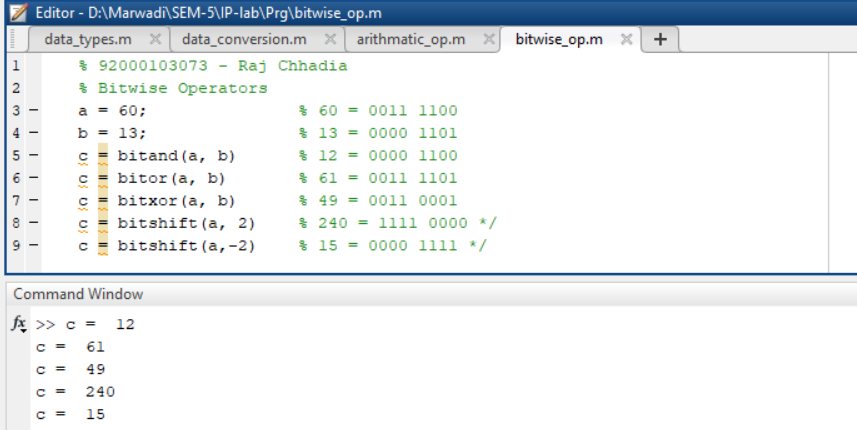 Editor - D:\Marwadi\SEM-5\IP-lab\Prg\bitwise_op.m
data_types.m × data_conversion.m × arithmatic_op.m × bitwise_op.m × +
1 % 92000103073 - Raj Chhadia
2 % Bitwise Operators
3 - a = 60; % 60 = 0011 1100
4 - b = 13; % 13 = 0000 1101
5 - c = bitand(a, b) % 12 = 0000 1100
6 - c = bitor(a, b) % 61 = 0011 1101
7 - c = bitxor(a, b) % 49 = 0011 0001
8 - c = bitshift(a, 2) % 240 = 1111 0000 */
9 - c = bitshift(a,-2) % 15 = 0000 1111 */
Command Window
fx >> c = 12
c = 61
c = 49
c = 240
c = 15